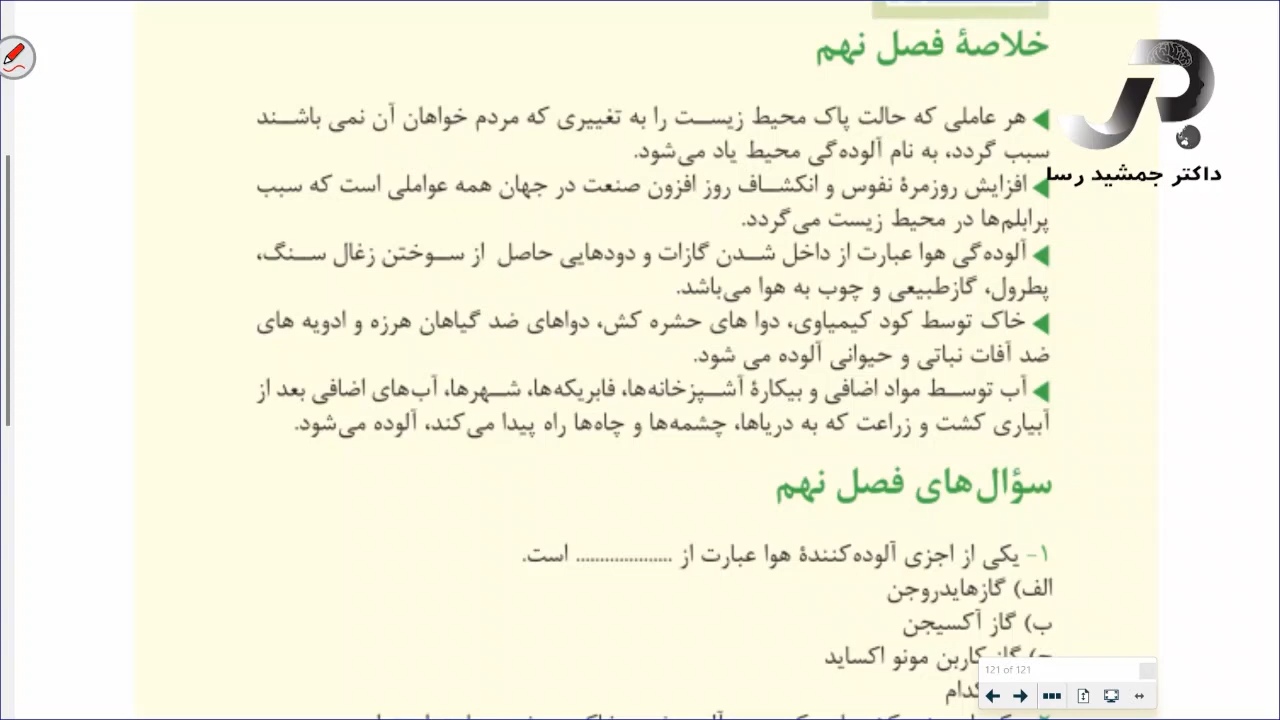 خلاصهٔ فصل نهم
هر عاملی که حالت پاک محیط زیست را به تغییری که مردم خواهان آن نمی باشند
سبب گردد، به نام آلوده‌گی محیط یاد می‌شود.
داکتر جمشید رسا
افزایش روزمرهٔ نفوس و انکشاف روز افزون صنعت در جهان همه عواملی است که سبب
پرابلم‌ها در محیط زیست می‌گردد.
آلوده‌گی هوا عبارت از داخل شدن گازات و دودهایی حاصل از سوختن زغال سنگ،
پطرول، گازطبیعی و چوب به هوا می‌باشد.
خاک توسط کود کیمیاوی، دوا های حشره کش، دواهای ضد گیاهان هرزه و ادویه های
ضد آفات نباتی و حیوانی آلوده می شود.
آب توسط مواد اضافی و بیکارهٔ آشپزخانه‌ها، فابریکه‌ها، شهرها، آب‌های اضافی بعد از
آبیاری کشت و زراعت که به دریاها، چشمه‌ها و چاه‌ها راه پیدا می‌کند، آلوده می‌شود.
سؤال‌های فصل نهم
۱- یکی از اجزی آلوده‌کنندهٔ هوا عبارت از .................... است.
الف) گازهایدروجن
ب) گاز آکسیجن
ج) گاز کاربن مونو اکساید
کدام
121 of 121